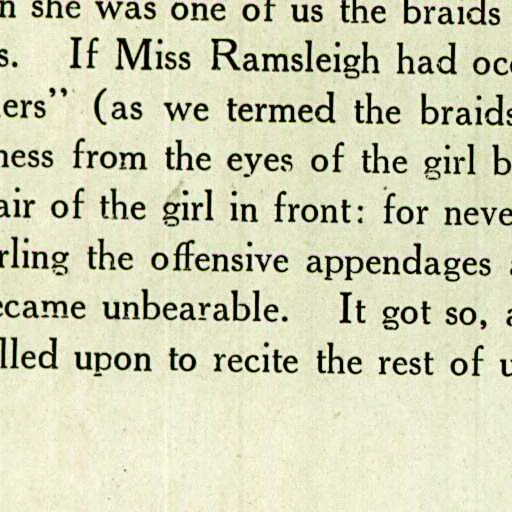 n she was one of us the braids
s. If Miss Ramsleigh had occ
ers" (as we termed the braids
ness from the eyes of the girl b
air of the girl in front: for neve
rling the offensive appendages a
ecame unbearable. It got so, a
lled upon to recite the rest of u